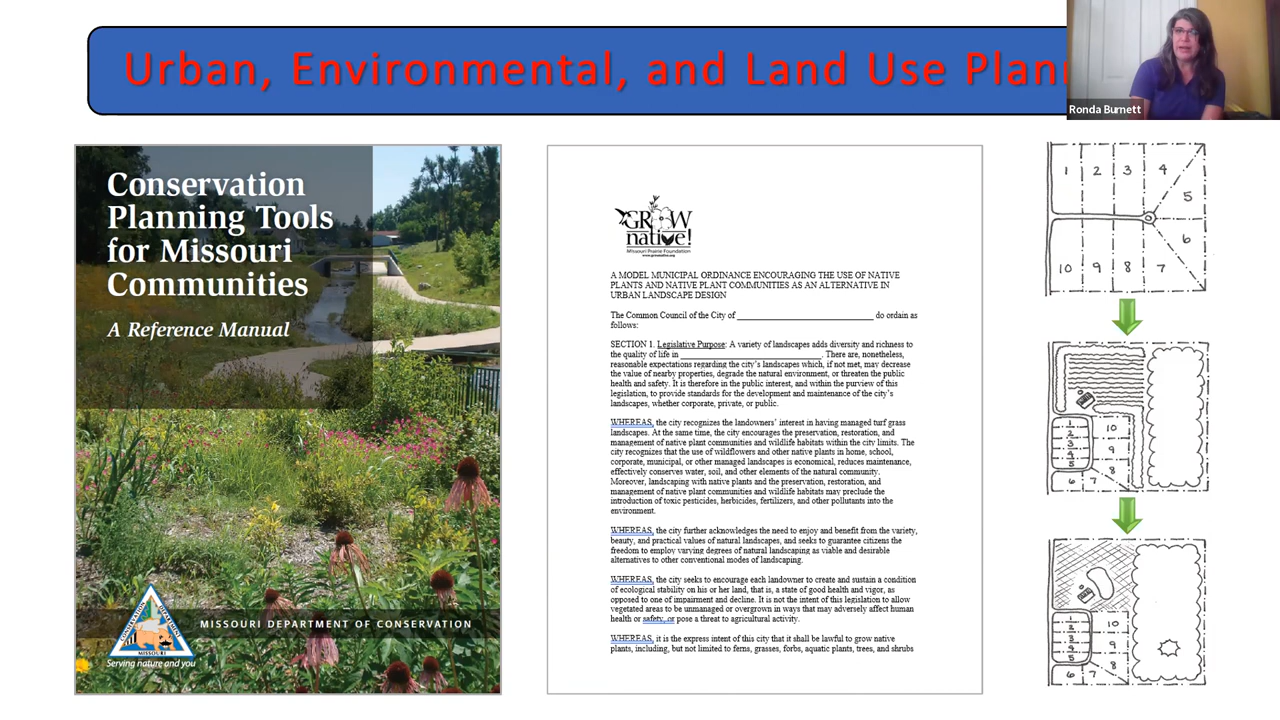 Urban, Environmental, and Land Use Plan
Ronda Burnett
Conservation
Planning Tools
for Missouri
Communities
A Reference Manual
CONSERVATION
DEPARTMENT
MISSOURI
MISSOURI DEPARTMENT OF CONSERVATION
Serving nature and you
GROW
native!
Missouri Prairie Foundation
www.grownative.org
A MODEL MUNICIPAL ORDINANCE ENCOURAGING THE USE OF NATIVE
PLANTS AND NATIVE PLANT COMMUNITIES AS AN ALTERNATIVE IN
URBAN LANDSCAPE DESIGN
The Common Council of the City of ______________________________ do ordain as
follows:
SECTION 1. Legislative Purpose: A variety of landscapes adds diversity and richness to
the quality of life in ______________________________. There are, nonetheless,
reasonable expectations regarding the city's landscapes which, if not met, may decrease
the value of nearby properties, degrade the natural environment, or threaten the public
health and safety. It is therefore in the public interest, and within the purview of this
legislation, to provide standards for the development and maintenance of the city's
landscapes, whether corporate, private, or public.
WHEREAS, the city recognizes the landowners' interest in having managed turf grass
landscapes. At the same time, the city encourages the preservation, restoration, and
management of native plant communities and wildlife habitats within the city limits. The
city recognizes that the use of wildflowers and other native plants in home, school,
corporate, municipal, or other managed landscapes is economical, reduces maintenance,
effectively conserves water, soil, and other elements of the natural community.
Moreover, landscaping with native plants and the preservation, restoration, and
management of native plant communities and wildlife habitats may preclude the
introduction of toxic pesticides, herbicides, fertilizers, and other pollutants into the
environment.
WHEREAS, the city further acknowledges the need to enjoy and benefit from the variety,
beauty, and practical values of natural landscapes, and seeks to guarantee citizens the
freedom to employ varying degrees of natural landscaping as viable and desirable
alternatives to other conventional modes of landscaping.
WHEREAS, the city seeks to encourage each landowner to create and sustain a condition
of ecological stability on his or her land, that is, a state of good health and vigor, as
opposed to one of impairment and decline. It is not the intent of this legislation to allow
vegetated areas to be unmanaged or overgrown in ways that may adversely affect human
health or safety, or pose a threat to agricultural activity.
WHEREAS, it is the express intent of this city that it shall be lawful to grow native
plants, including, but not limited to ferns, grasses, forbs, aquatic plants, trees, and shrubs
1 2 3 4
5
6
10 9 8 7
1
2 10
3
4 9
5
6 7 8
1
2 10
3
4 9
5
6 7 8